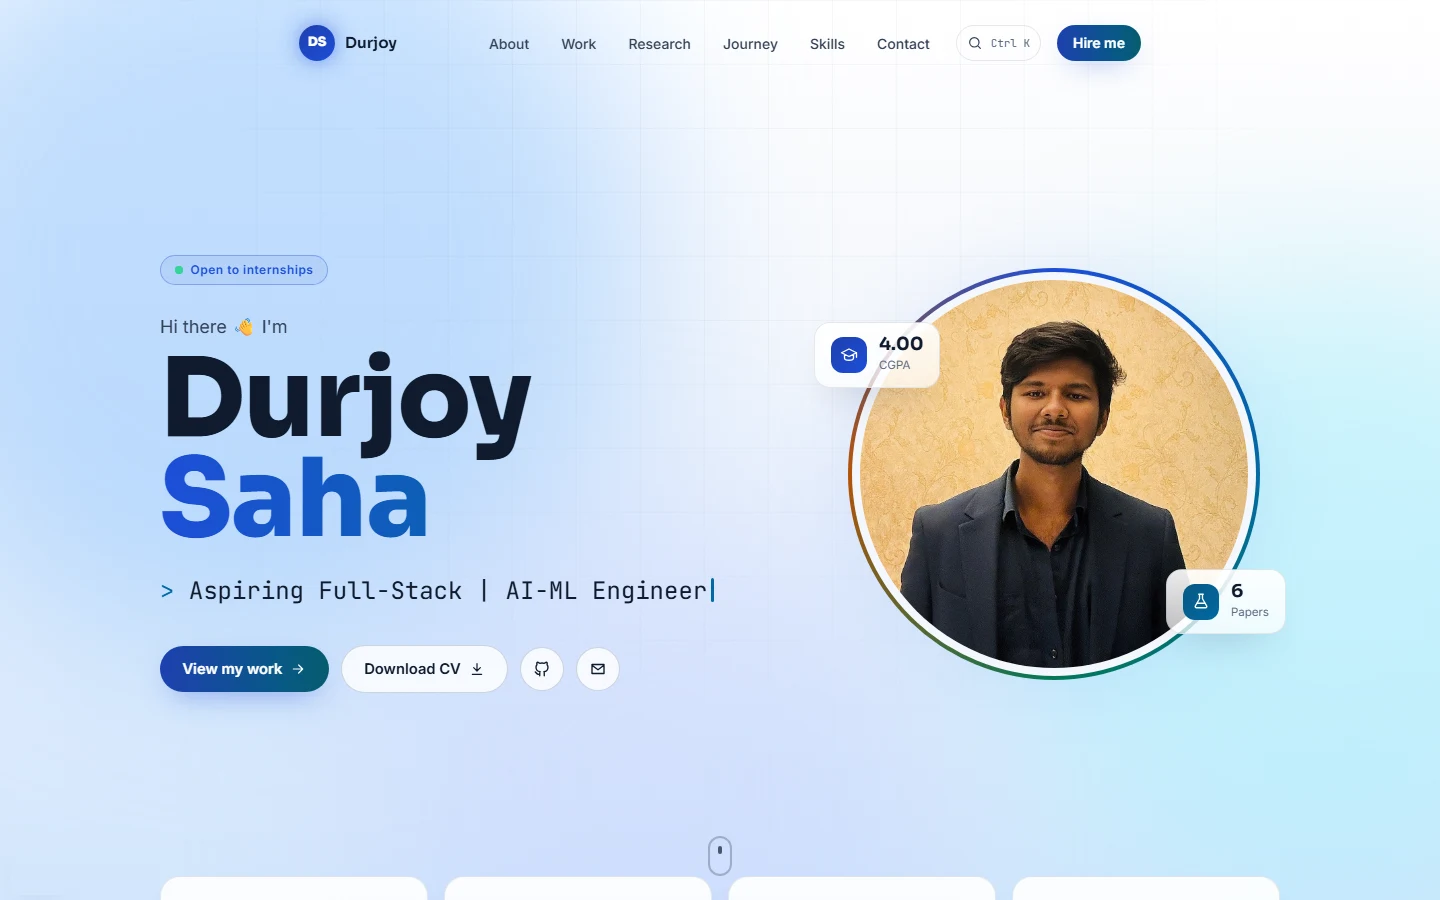 DS Durjoy About Work Research Journey Skills Contact Ctrl K Hire me
Open to internships
Hi there 👋 I'm
Durjoy
Saha
> Aspiring Full-Stack | AI-ML Engineer
View my work → Download CV
4.00
CGPA
6
Papers